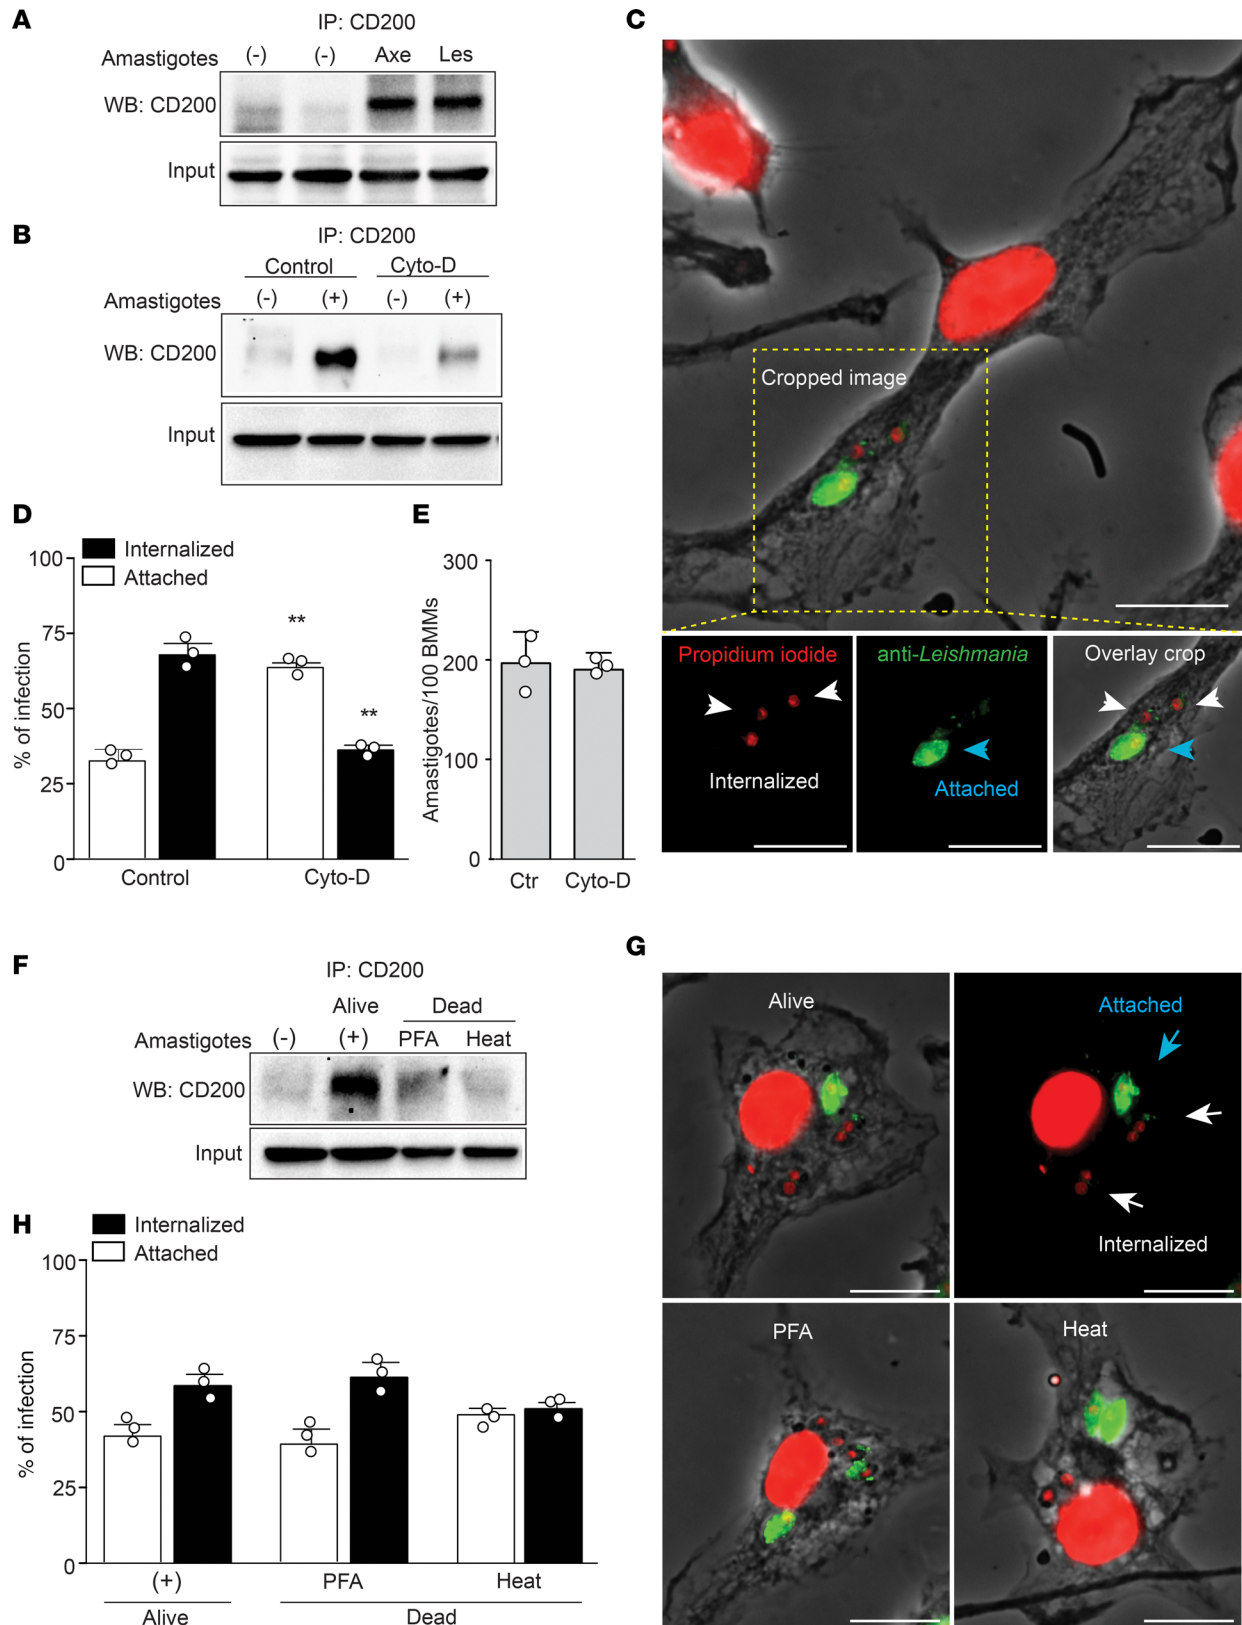 A
IP: CD200
Amastigotes (-) (-) Axe Les
WB: CD200
Input
B
IP: CD200
Control Cyto-D
Amastigotes (-) (+) (-) (+)
WB: CD200
Input
C
Cropped image
Propidium iodide
Internalized
anti-Leishmania
Attached
Overlay crop
D
Internalized
Attached
% of infection
100
75
50
25
0
**
**
Control Cyto-D
E
Amastigotes/100 BMMs
300
200
100
0
Ctr Cyto-D
F
IP: CD200
Alive Dead
Amastigotes (-) (+) PFA Heat
WB: CD200
Input
G
Alive
Attached
Internalized
PFA
Heat
H
Internalized
Attached
% of infection
100
75
50
25
0
(+) PFA Heat
Alive Dead